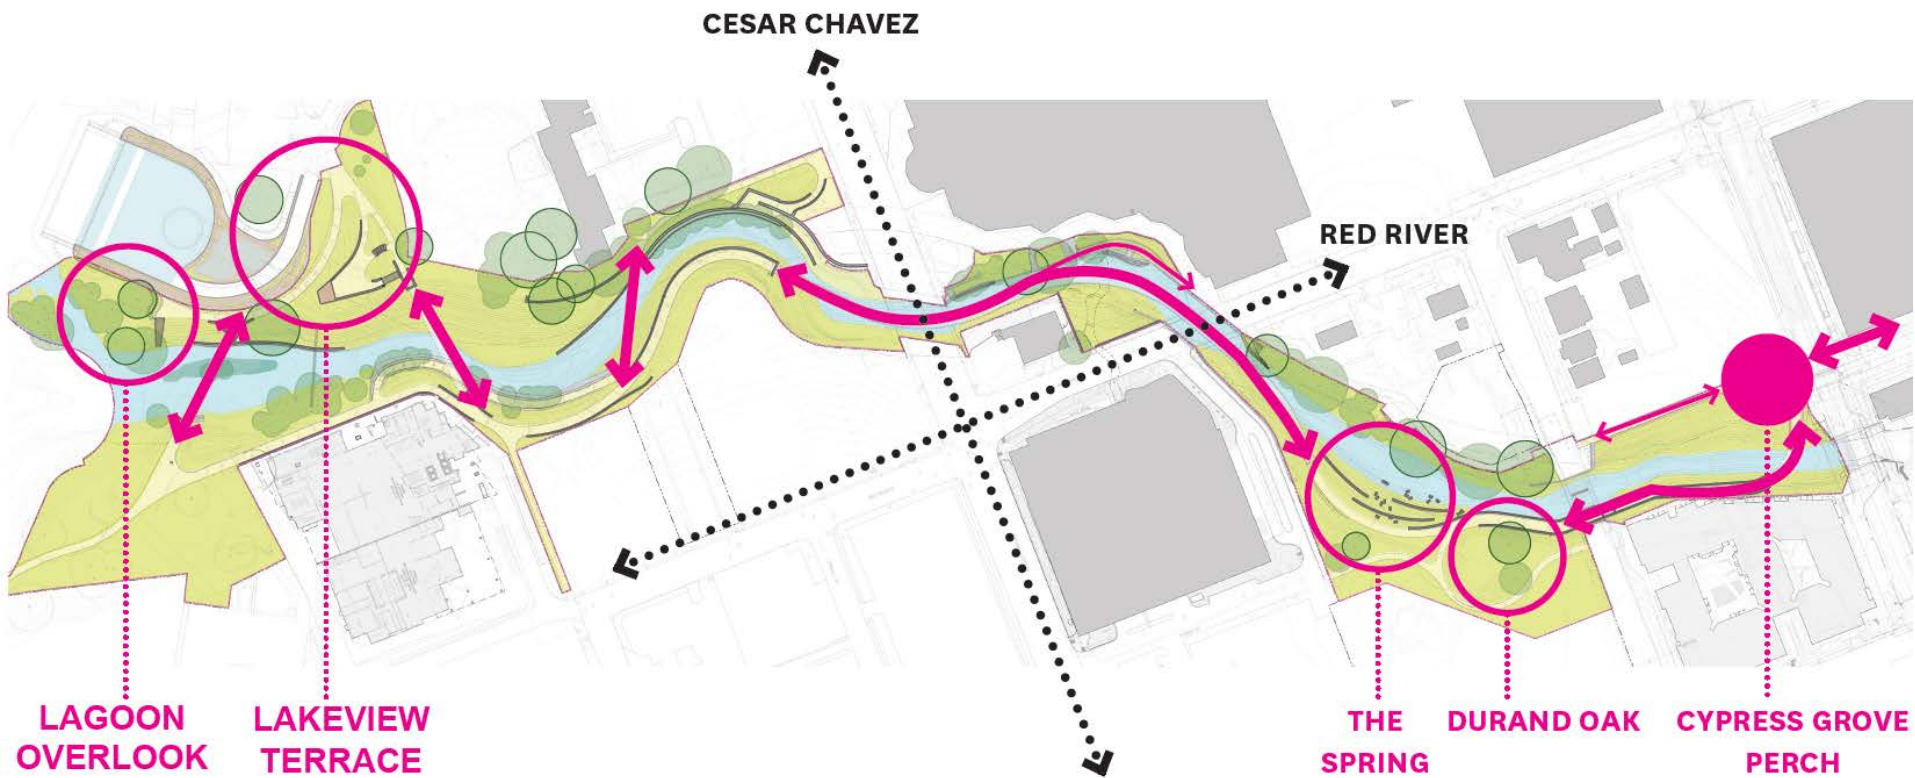 CESAR CHAVEZ
RED RIVER
LAGOON
OVERLOOK
LAKEVIEW
TERRACE
THE
SPRING
DURAND OAK
CYPRESS GROVE
PERCH